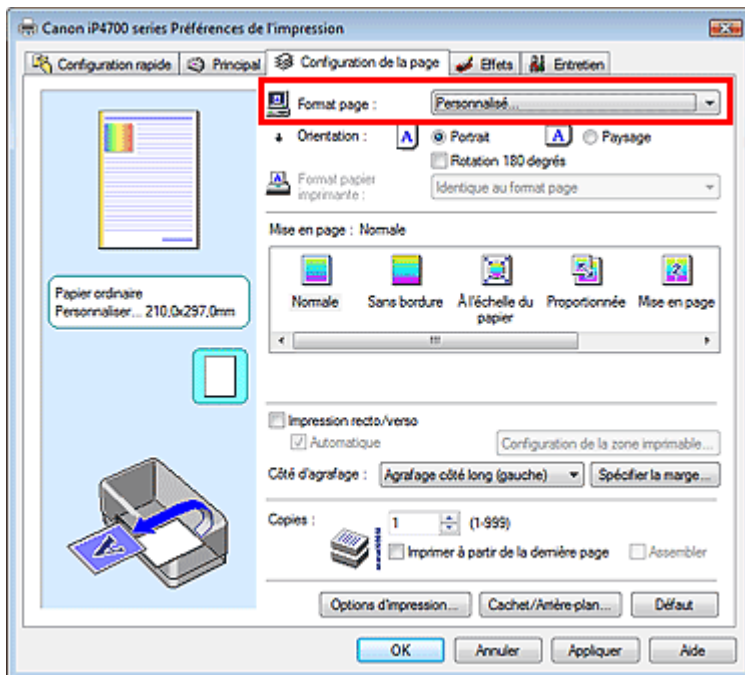 Canon iP4700 series Préférences de l'impression
Configuration rapide Principal Configuration de la page Effets Entretien
Format page : Personnalisé...
Orientation : A Portrait A Paysage
Rotation 180 degrés
Format papier imprimante : Identique au format page
Mise en page : Normale
Normale Sans bordure À l'échelle du papier Proportionnée Mise en page
Papier ordinaire
Personnaliser... 210,0x297,0mm
Impression recto/verso
Automatique Configuration de la zone imprimable...
Côté d'agrafage : Agrafage côté long (gauche) Spécifier la marge...
Copies : 1 (1-999)
Imprimer à partir de la dernière page Assembler
Options d'impression... Cachet/Arrière-plan... Défaut
OK Annuler Appliquer Aide